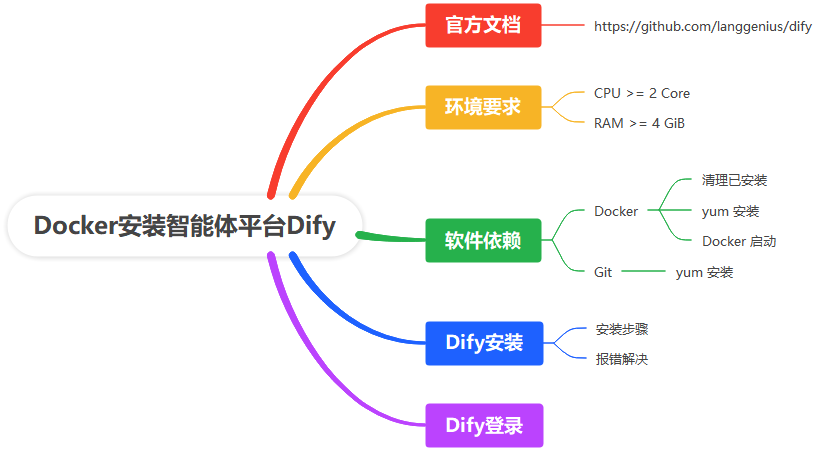 Docker安装智能体平台Dify
官方文档
https://github.com/langgenius/dify
环境要求
CPU >= 2 Core
RAM >= 4 GiB
软件依赖
Docker
清理已安装
yum 安装
Docker 启动
Git
yum 安装
Dify安装
安装步骤
报错解决
Dify登录